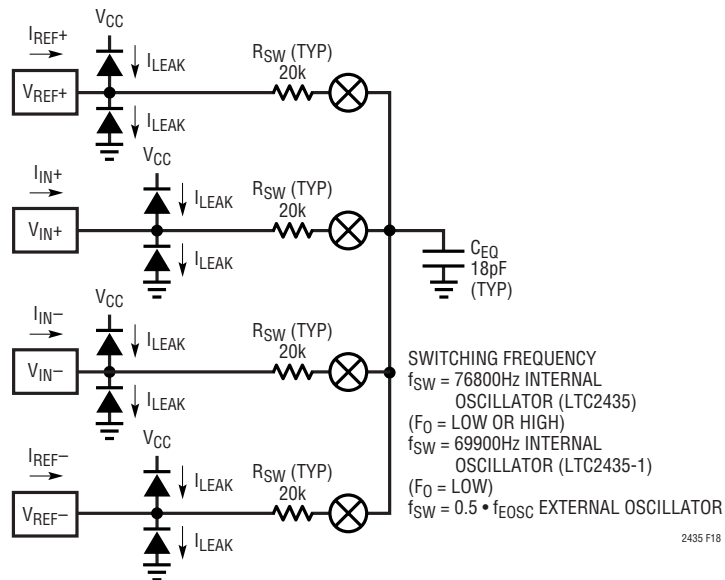 VCC
IREF+
ILEAK
RSW (TYP)
20k
VREF+
ILEAK
VCC
IIN+
ILEAK
RSW (TYP)
20k
VIN+
ILEAK
CEQ
18pF
(TYP)
VCC
IIN–
ILEAK
RSW (TYP)
20k
VIN–
ILEAK
SWITCHING FREQUENCY
fSW = 76800Hz INTERNAL
OSCILLATOR (LTC2435)
(FO = LOW OR HIGH)
fSW = 69900Hz INTERNAL
OSCILLATOR (LTC2435-1)
(FO = LOW)
fSW = 0.5 • fEOSC EXTERNAL OSCILLATOR
VCC
IREF–
ILEAK
RSW (TYP)
20k
VREF–
ILEAK
2435 F18